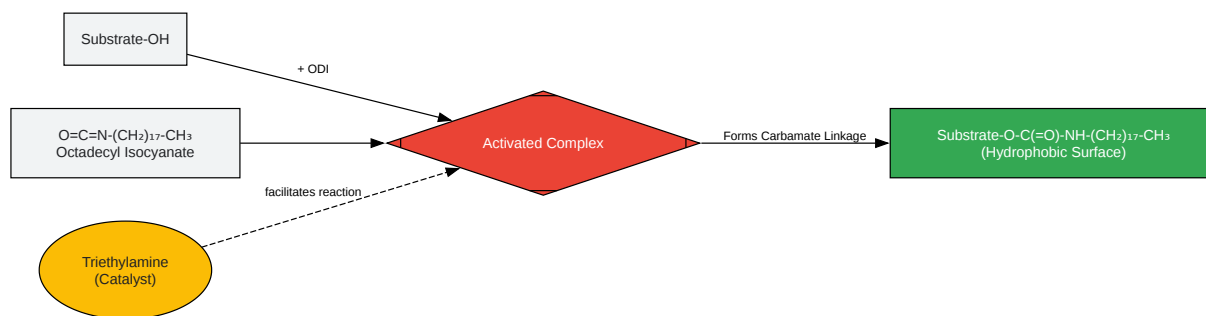 Substrate-OH
+ ODI
O=C=N-(CH₂)₁₇-CH₃
Octadecyl Isocyanate
Activated Complex
Forms Carbamate Linkage
Substrate-O-C(=O)-NH-(CH₂)₁₇-CH₃
(Hydrophobic Surface)
facilitates reaction
Triethylamine
(Catalyst)